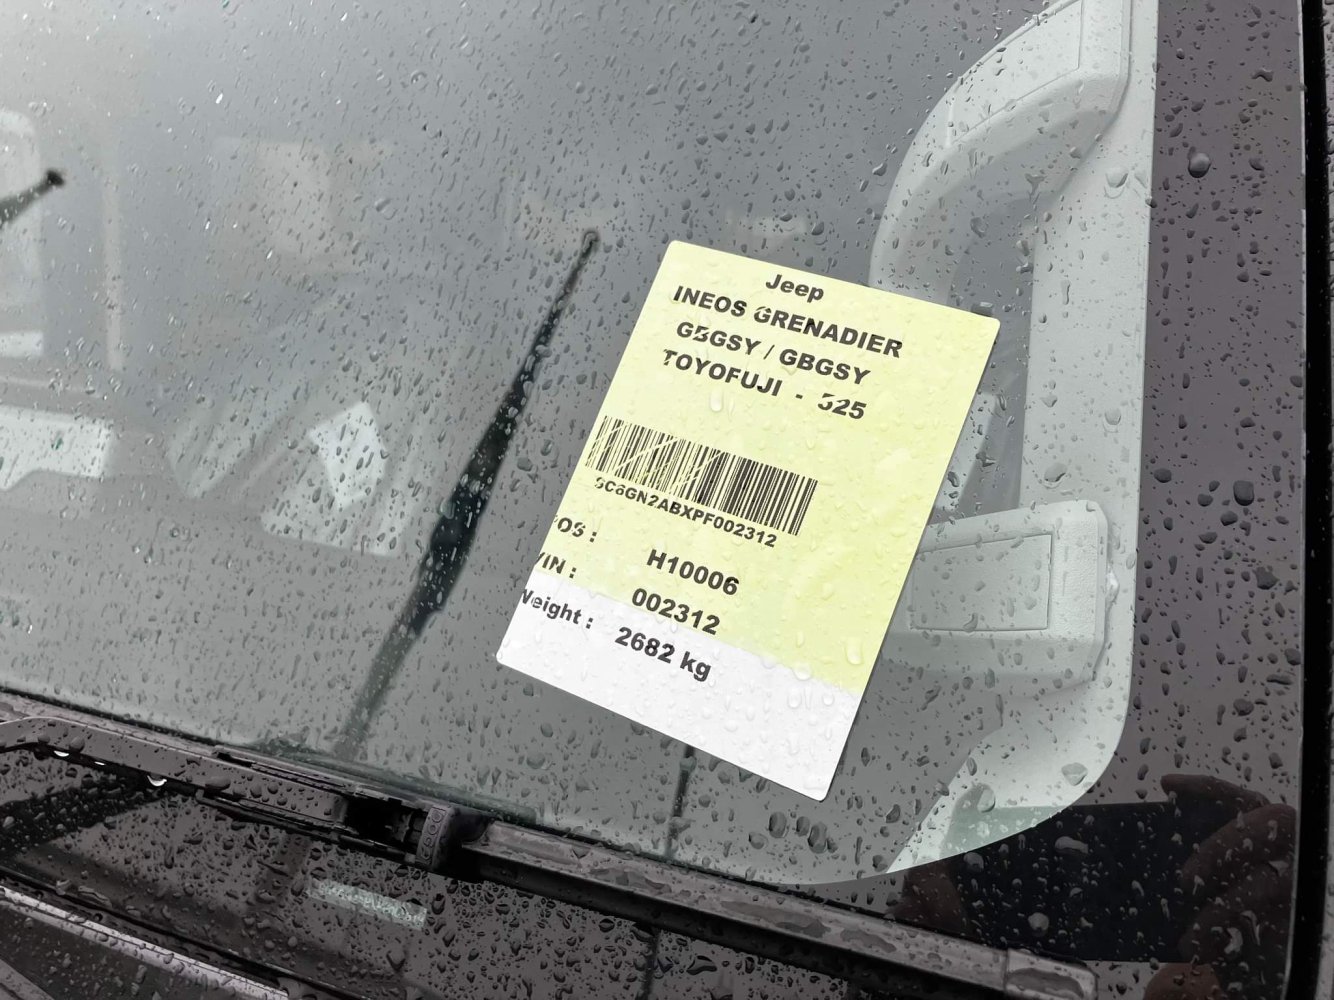 Jeep
INEOS GRENADIER
GBGSY / GBGSY
TOYOFUJI - 525
SC6GN2ABXPF002312
POS : H10006
VIN : 002312
Weight : 2682 kg